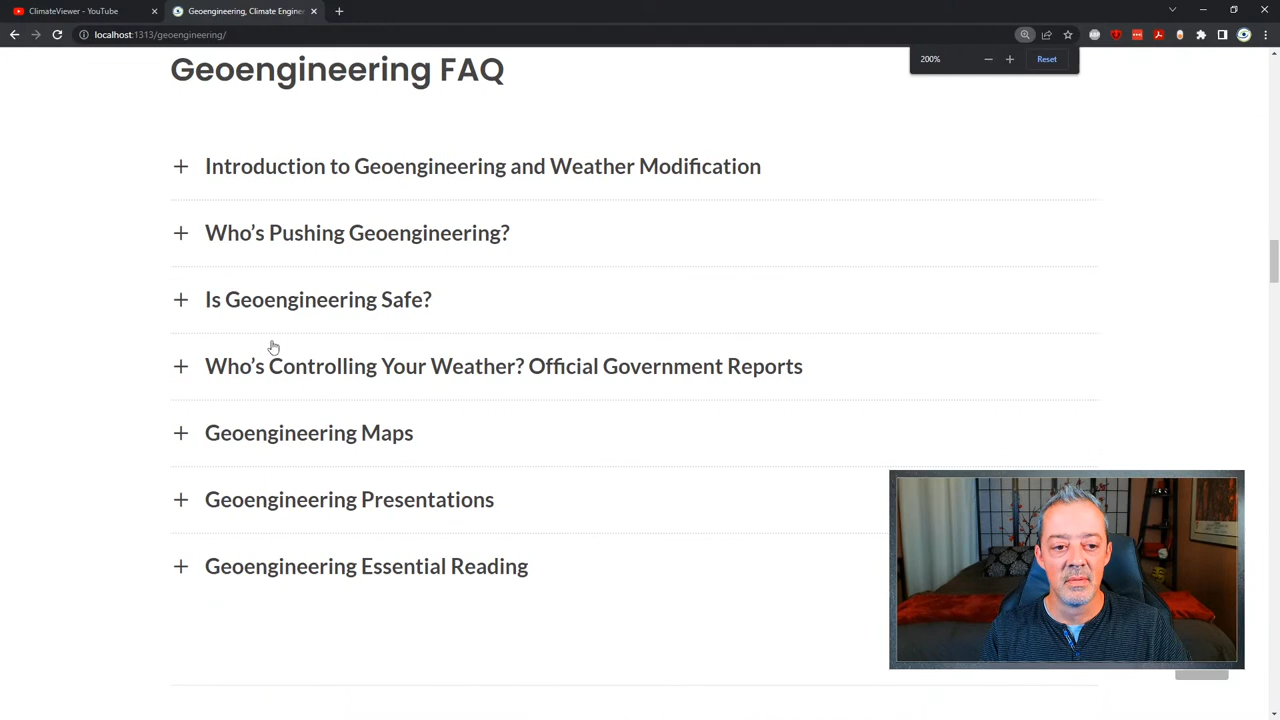 ClimateViewer - YouTube
Geoengineering, Climate Engine
localhost:1313/geoengineering/
200%
Reset
Geoengineering FAQ
Introduction to Geoengineering and Weather Modification
Who's Pushing Geoengineering?
Is Geoengineering Safe?
Who's Controlling Your Weather? Official Government Reports
Geoengineering Maps
Geoengineering Presentations
Geoengineering Essential Reading